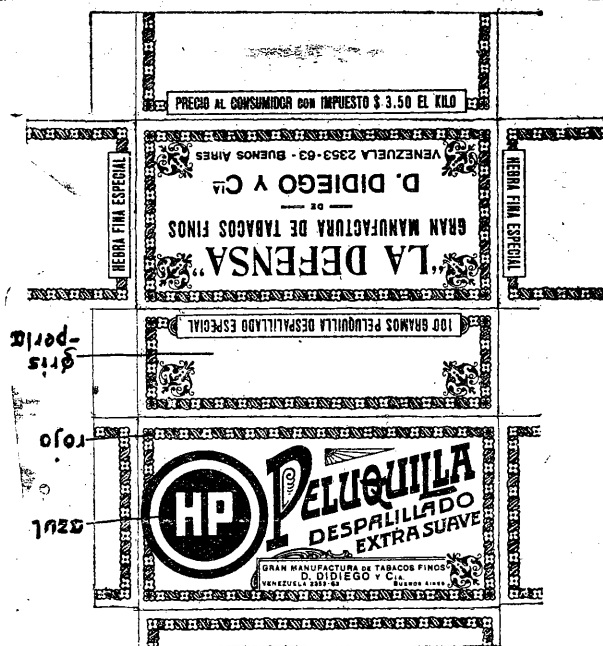 PRECIO AL CONSUMIDOR CON IMPUESTO $ 3.50 EL KILO
HEBRA FINA ESPECIAL
"LA DEFENSA"
GRAN MANUFACTURA DE TABACOS FINOS
DE
D. DIDIEGO Y CIA
VENEZUELA 2353-63 - BUENOS AIRES
HEBRA FINA ESPECIAL
100 GRAMOS PELUQUILLA DESPALILLADO ESPECIAL
gris
-perla
rojo
azul
HP
PELUQUILLA
DESPALILLADO
EXTRA SUAVE
GRAN MANUFACTURA DE TABACOS FINOS
D. DIDIEGO Y CIA.
VENEZUELA 2353-63 BUENOS AIRES